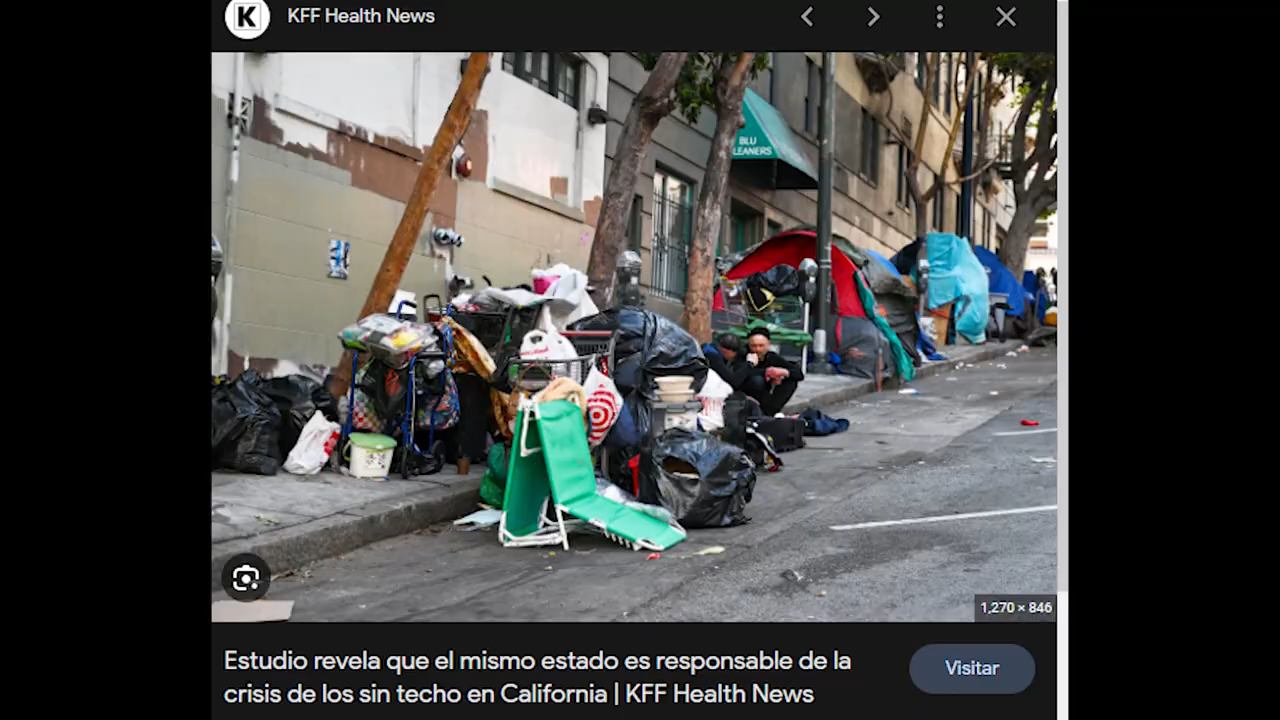 K KFF Health News
BLU
LEANERS
1,270 × 846
Estudio revela que el mismo estado es responsable de la
crisis de los sin techo en California | KFF Health News
Visitar